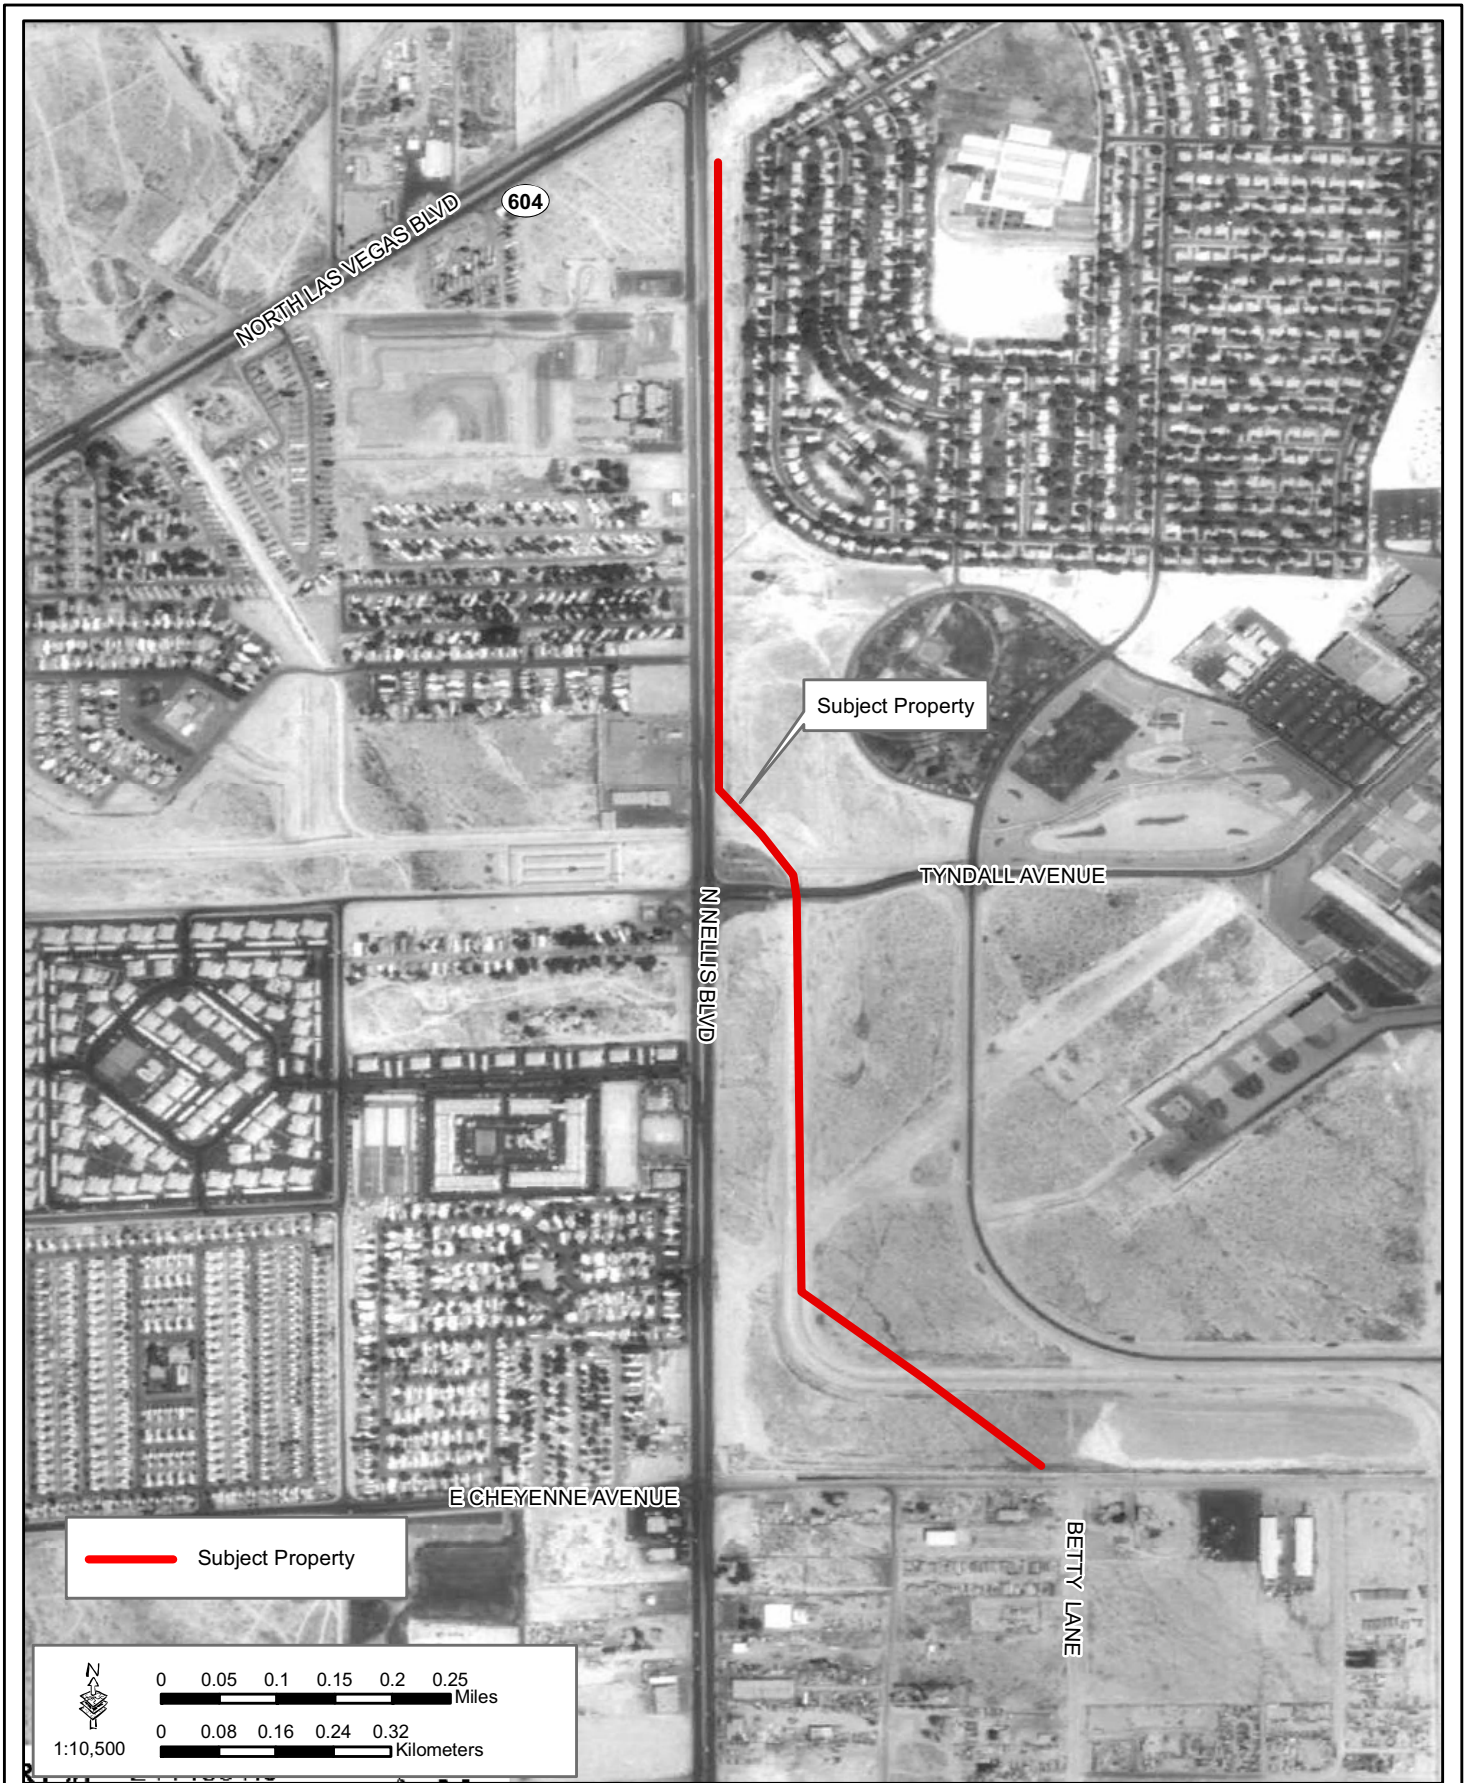 604
NORTH LAS VEGAS BLVD
Subject Property
TYNDALL AVENUE
N NELLIS BLVD
E CHEYENNE AVENUE
BETTY LANE
Subject Property
N
0 0.05 0.1 0.15 0.2 0.25
Miles
0 0.08 0.16 0.24 0.32
Kilometers
1:10,500